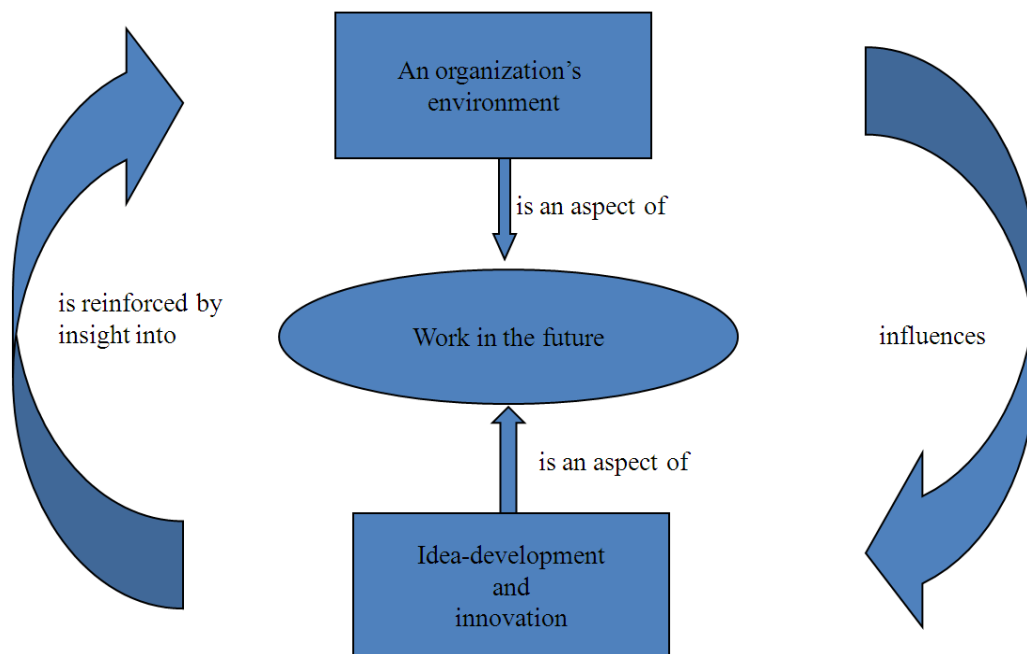 An organization's
environment
is an aspect of
is reinforced by
insight into
Work in the future
influences
is an aspect of
Idea-development
and
innovation